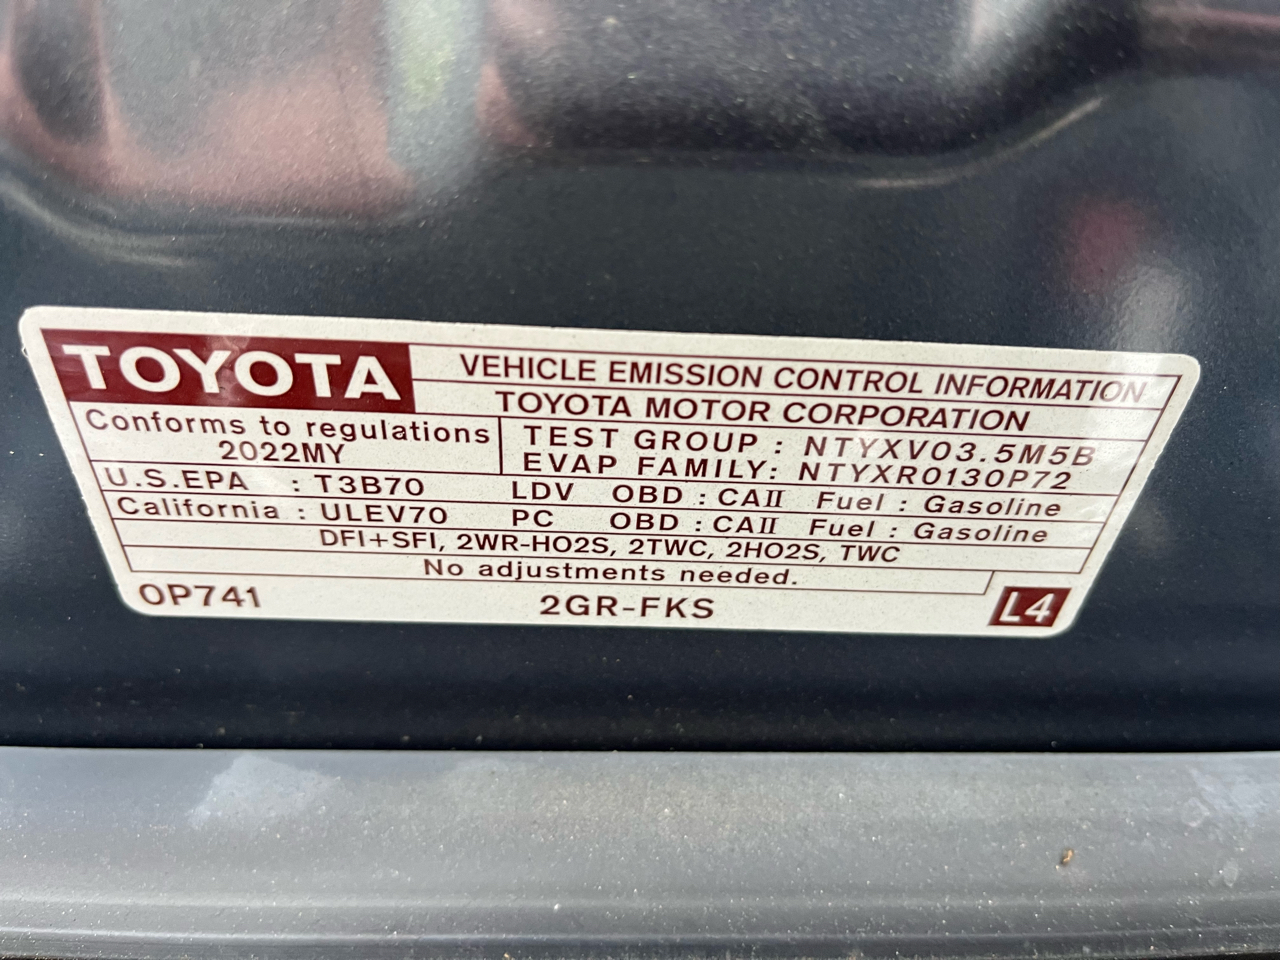 TOYOTA
VEHICLE EMISSION CONTROL INFORMATION
TOYOTA MOTOR CORPORATION
Conforms to regulations
2022MY
TEST GROUP : NTYXV03.5M5B
EVAP FAMILY: NTYXR0130P72
U.S.EPA : T3B70 LDV OBD : CAII Fuel : Gasoline
California : ULEV70 PC OBD : CAII Fuel : Gasoline
DFI+SFI, 2WR-HO2S, 2TWC, 2HO2S, TWC
No adjustments needed.
OP741 2GR-FKS L4